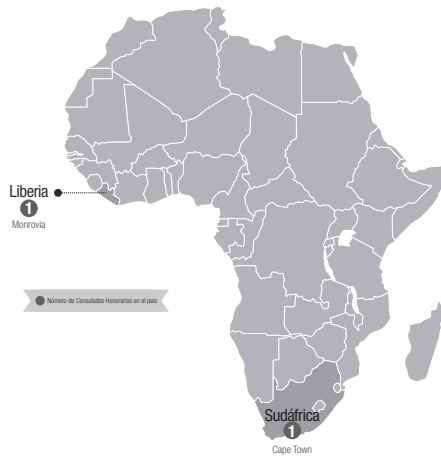 Liberia
1
Monrovia
Número de Consulados Honorarios en el país
Sudáfrica
1
Cape Town